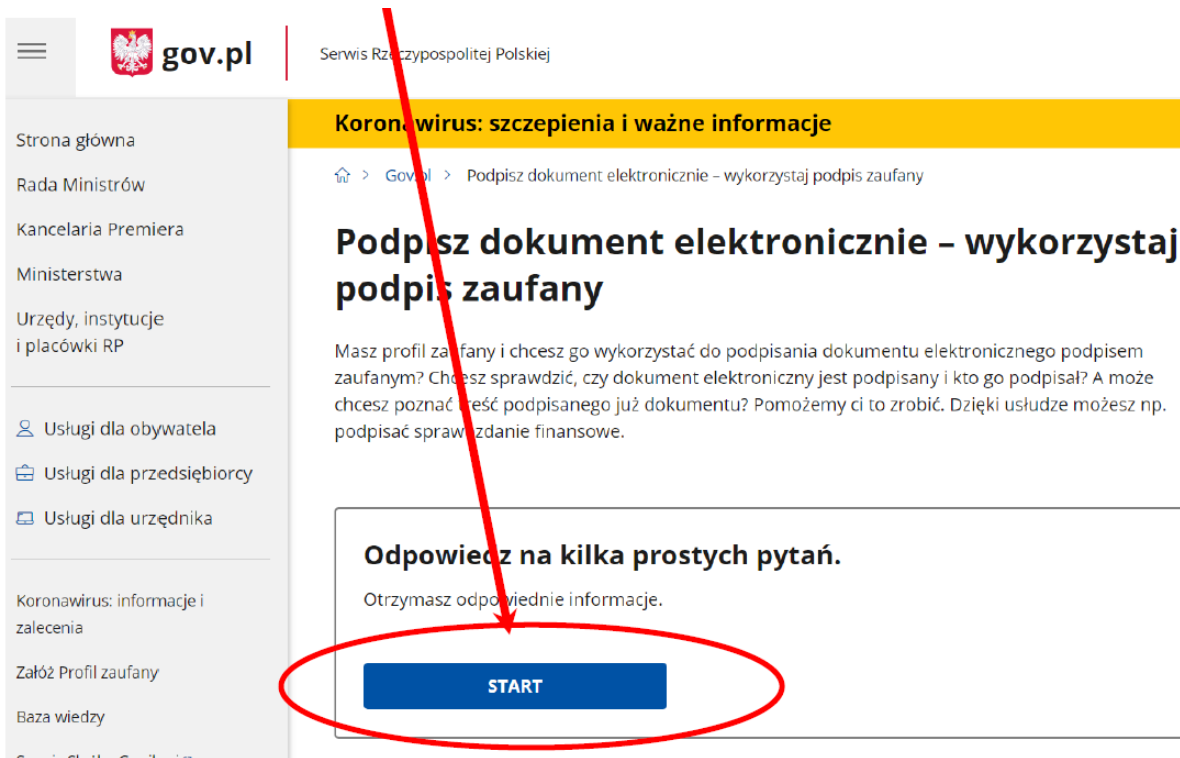 gov.pl
Serwis Rzeczypospolitej Polskiej
Strona główna
Rada Ministrów
Kancelaria Premiera
Ministerstwa
Urzędy, instytucje
i placówki RP
Usługi dla obywatela
Usługi dla przedsiębiorcy
Usługi dla urzędnika
Koronawirus: informacje i
zalecenia
Załóż Profil zaufany
Baza wiedzy
Koronawirus: szczepienia i ważne informacje
> Gov.pl > Podpisz dokument elektronicznie – wykorzystaj podpis zaufany
Podpisz dokument elektronicznie – wykorzystaj
podpis zaufany
Masz profil zaufany i chcesz go wykorzystać do podpisania dokumentu elektronicznego podpisem
zaufanym? Chcesz sprawdzić, czy dokument elektroniczny jest podpisany i kto go podpisał? A może
chcesz poznać treść podpisanego już dokumentu? Pomożemy ci to zrobić. Dzięki usłudze możesz np.
podpisać sprawozdanie finansowe.
Odpowiedz na kilka prostych pytań.
Otrzymasz odpowiednie informacje.
START